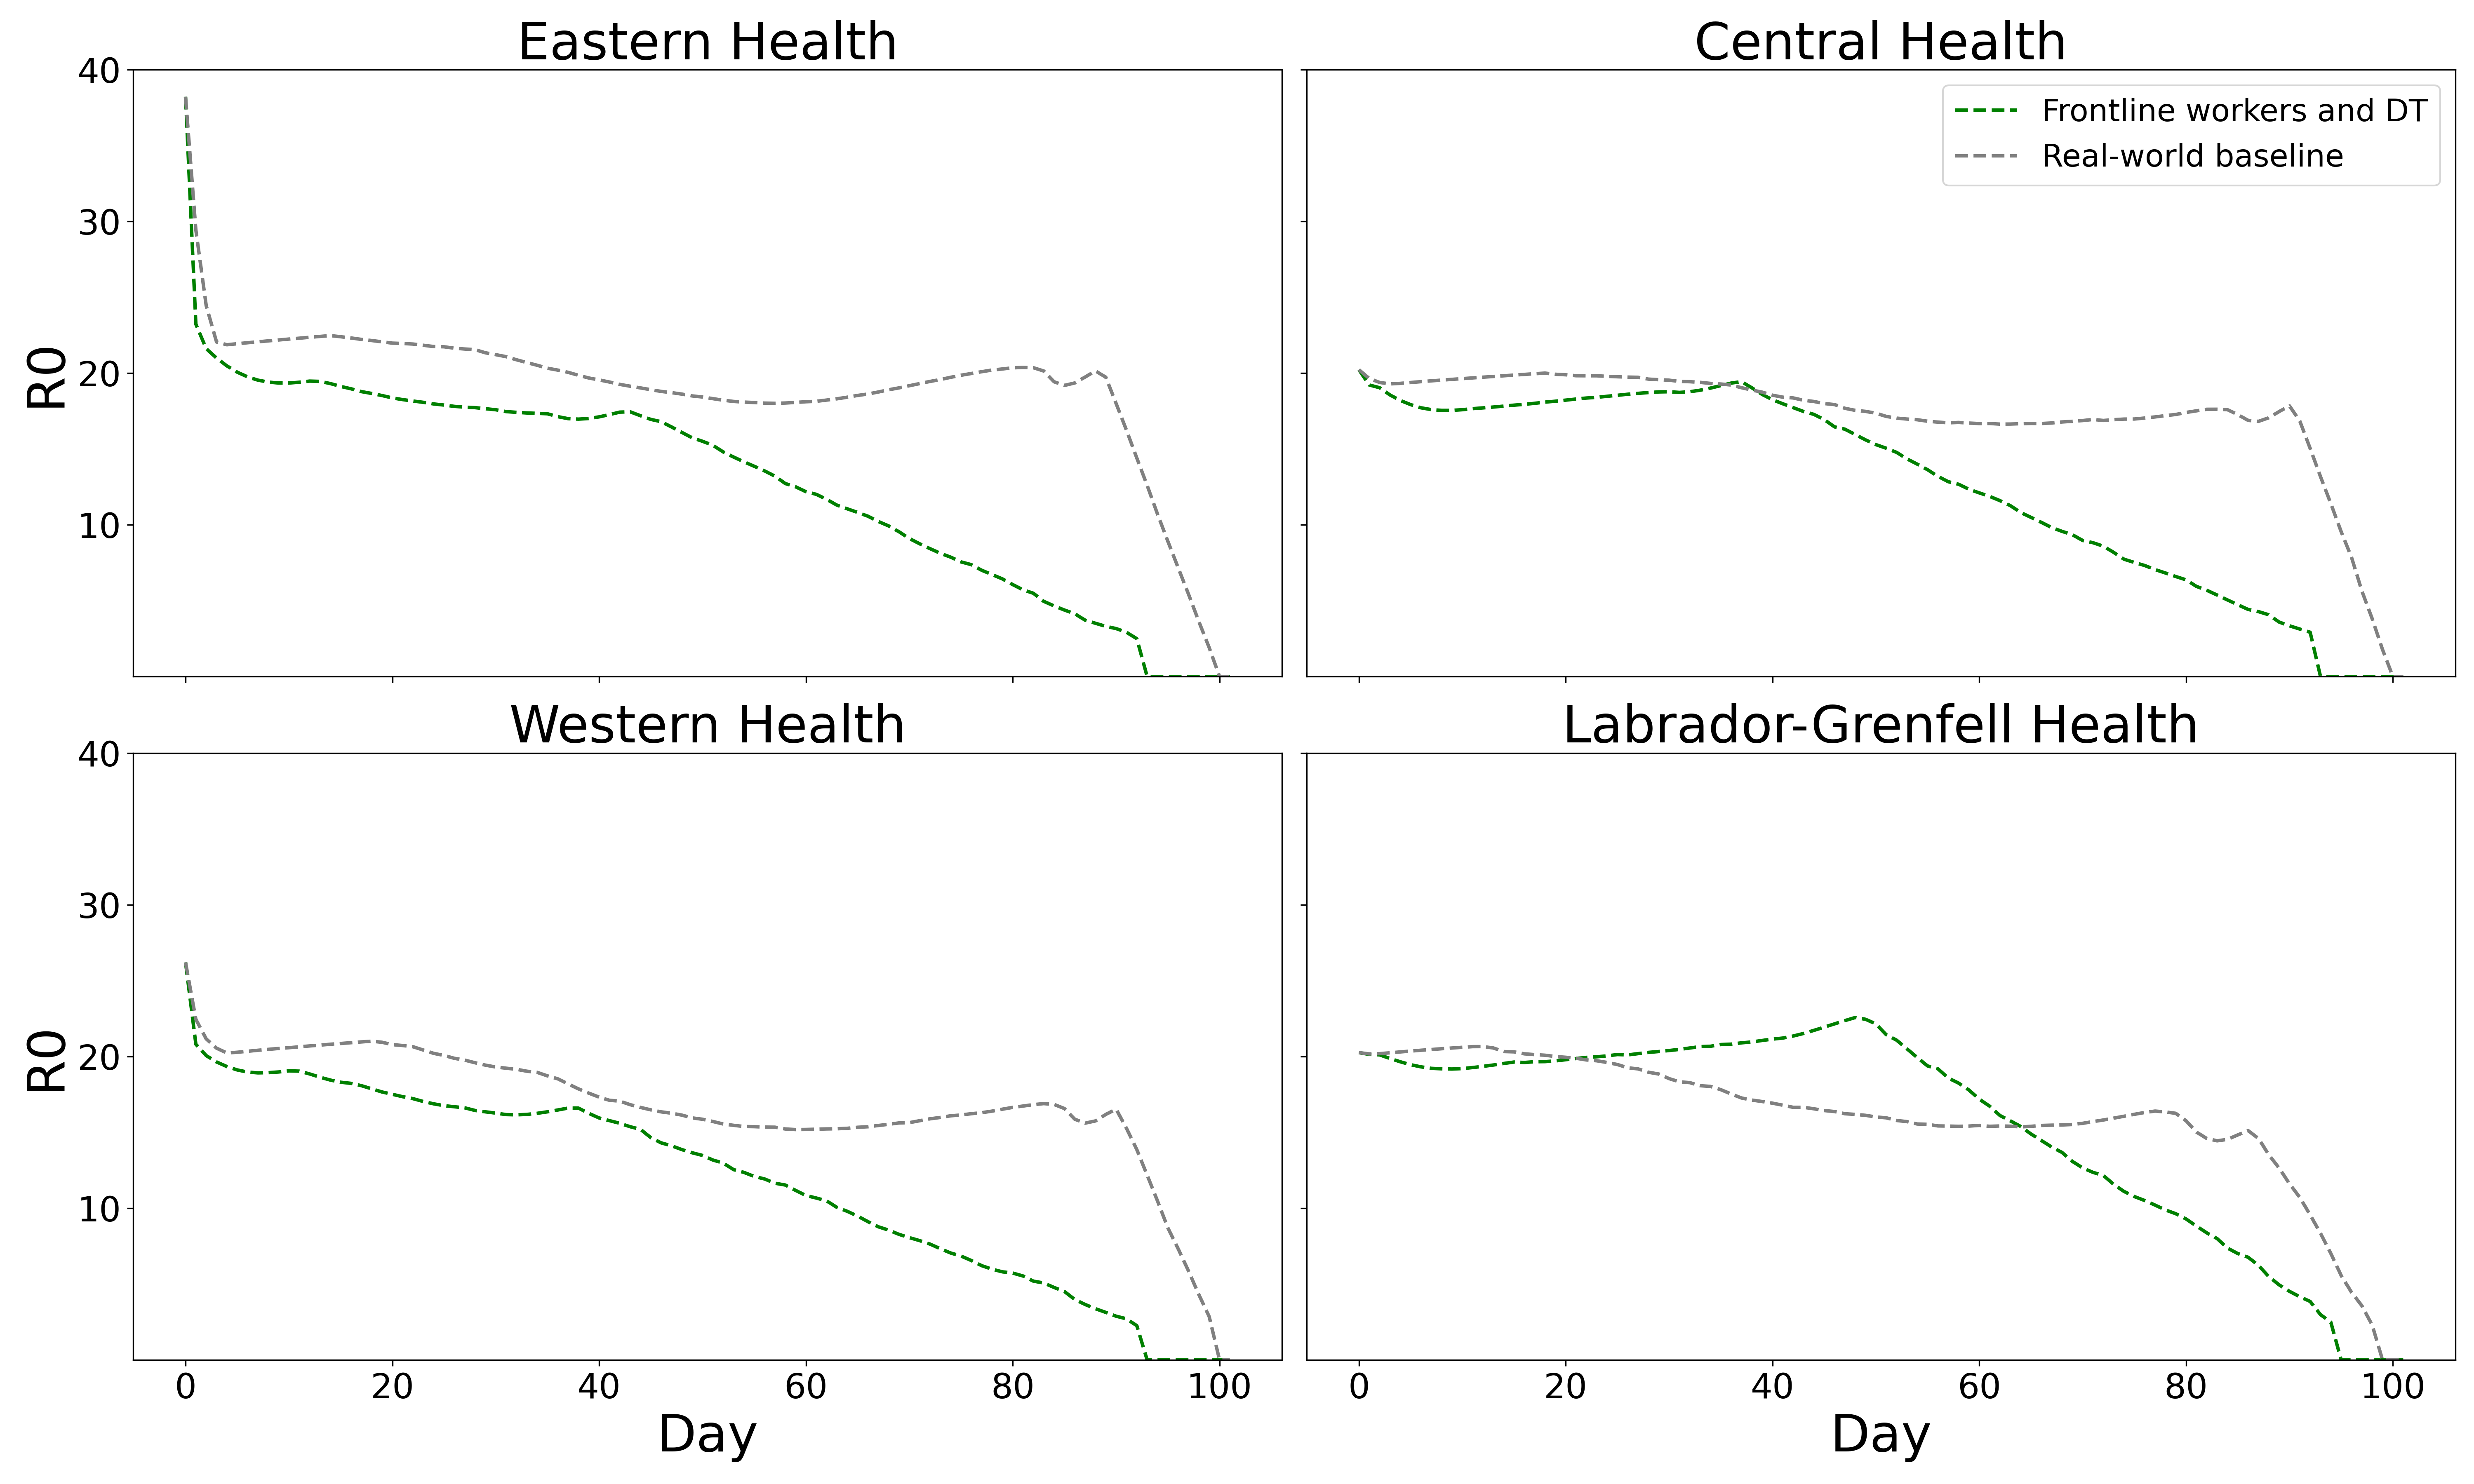 Eastern Health
Central Health
40
30
20
10
R0
Frontline workers and DT
Real-world baseline
Western Health
Labrador-Grenfell Health
40
30
20
10
R0
0 20 40 60 80 100
0 20 40 60 80 100
Day
Day